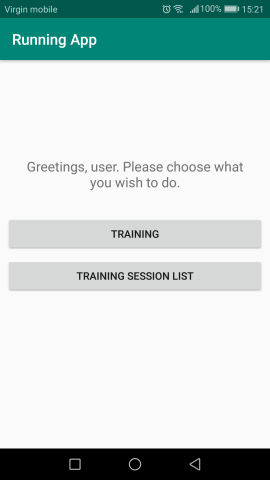 Virgin mobile 100% 15:21
Running App
Greetings, user. Please choose what
you wish to do.
TRAINING
TRAINING SESSION LIST